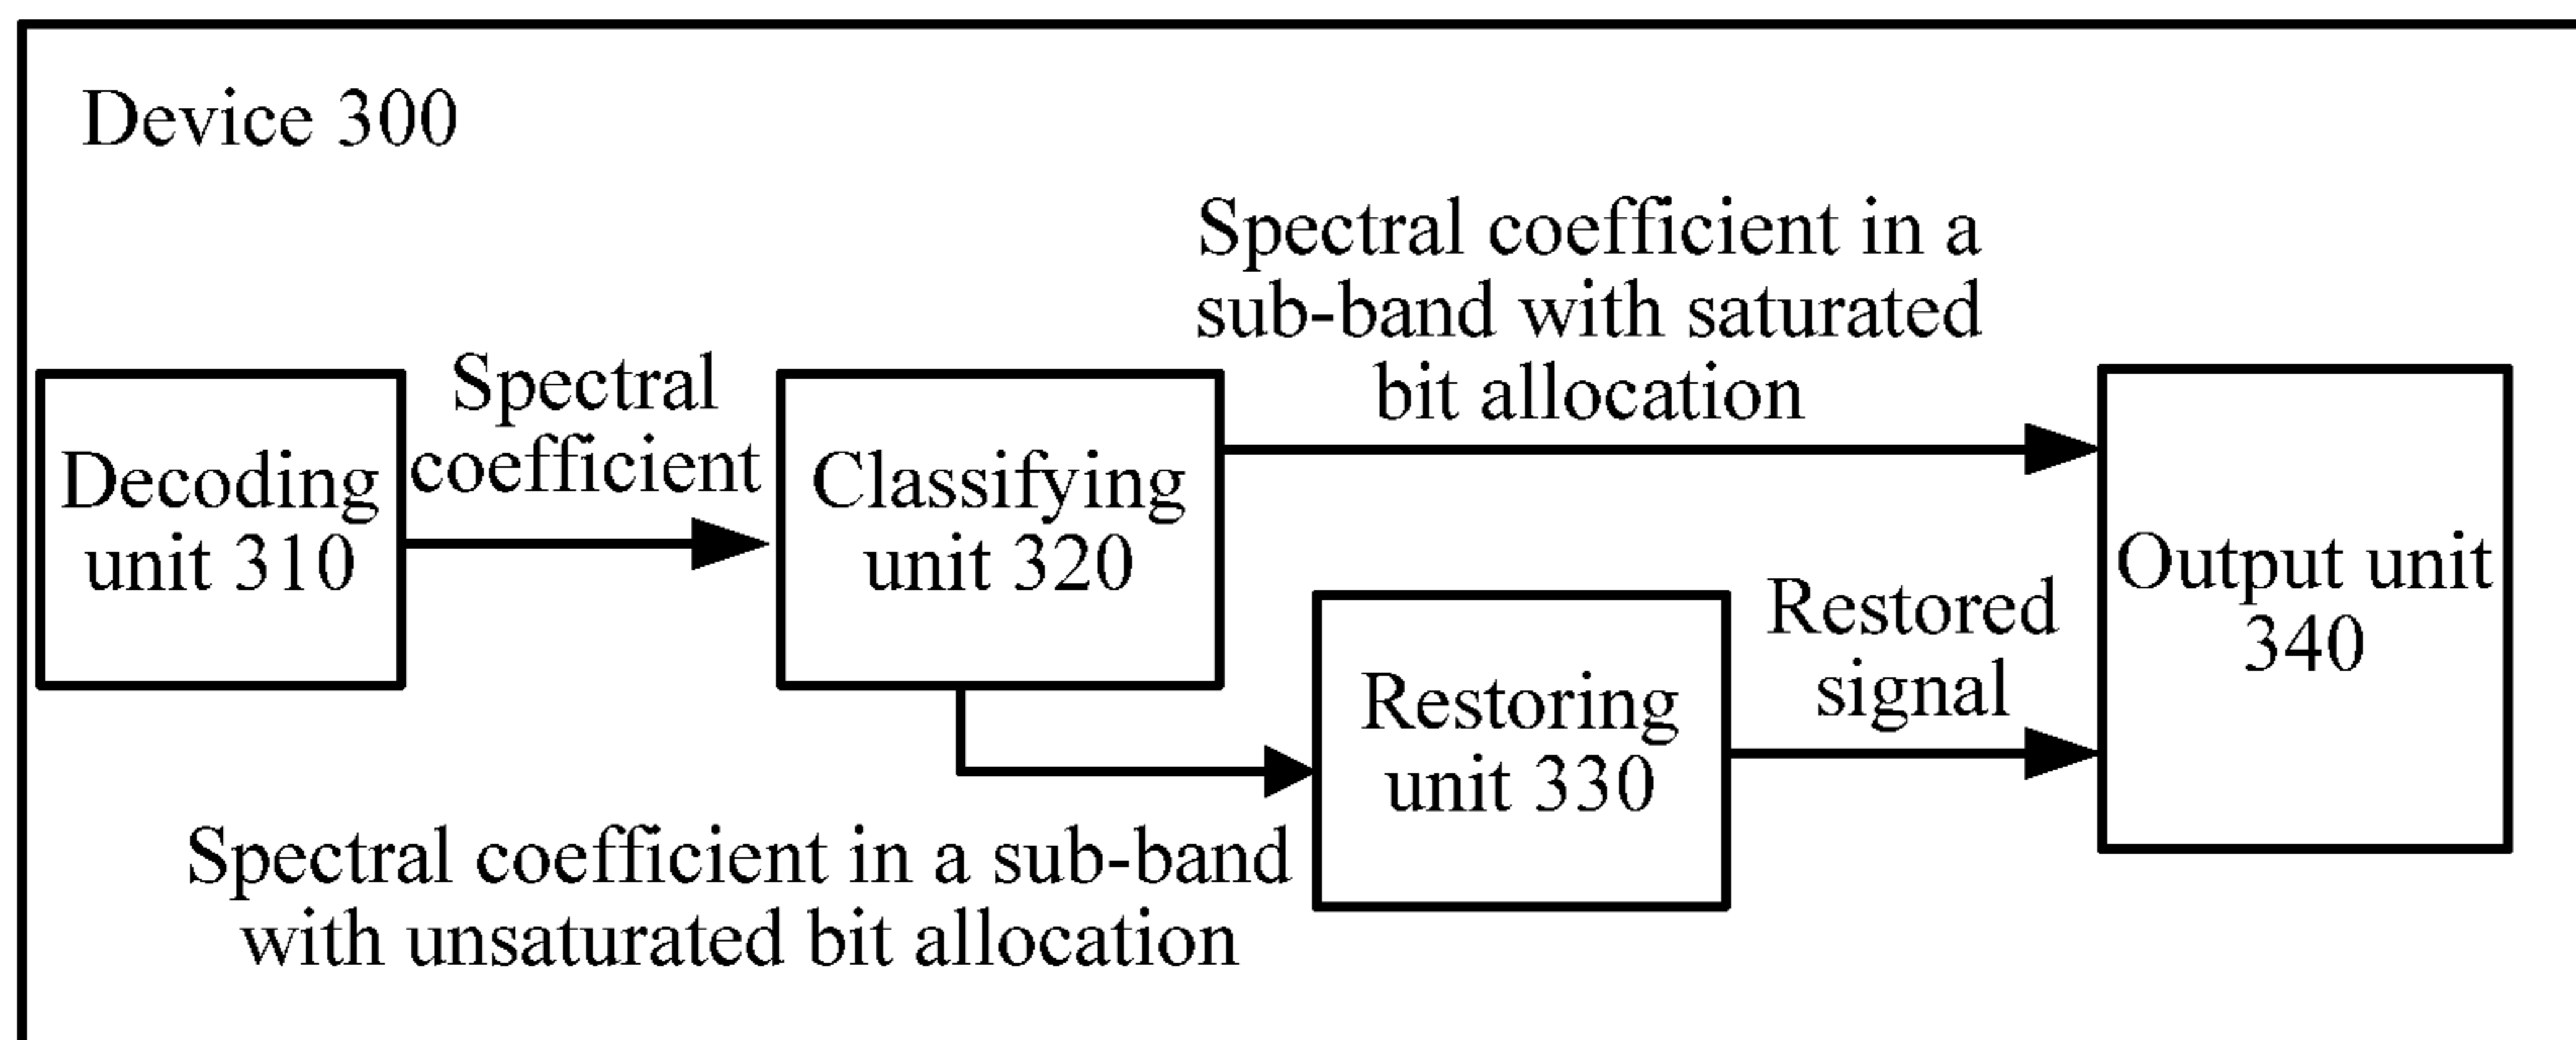 Device 300
Spectral coefficient in a
sub-band with saturated
bit allocation
Spectral
coefficient
Decoding
unit 310
Classifying
unit 320
Output unit
340
Restored
signal
Restoring
unit 330
Spectral coefficient in a sub-band
with unsaturated bit allocation